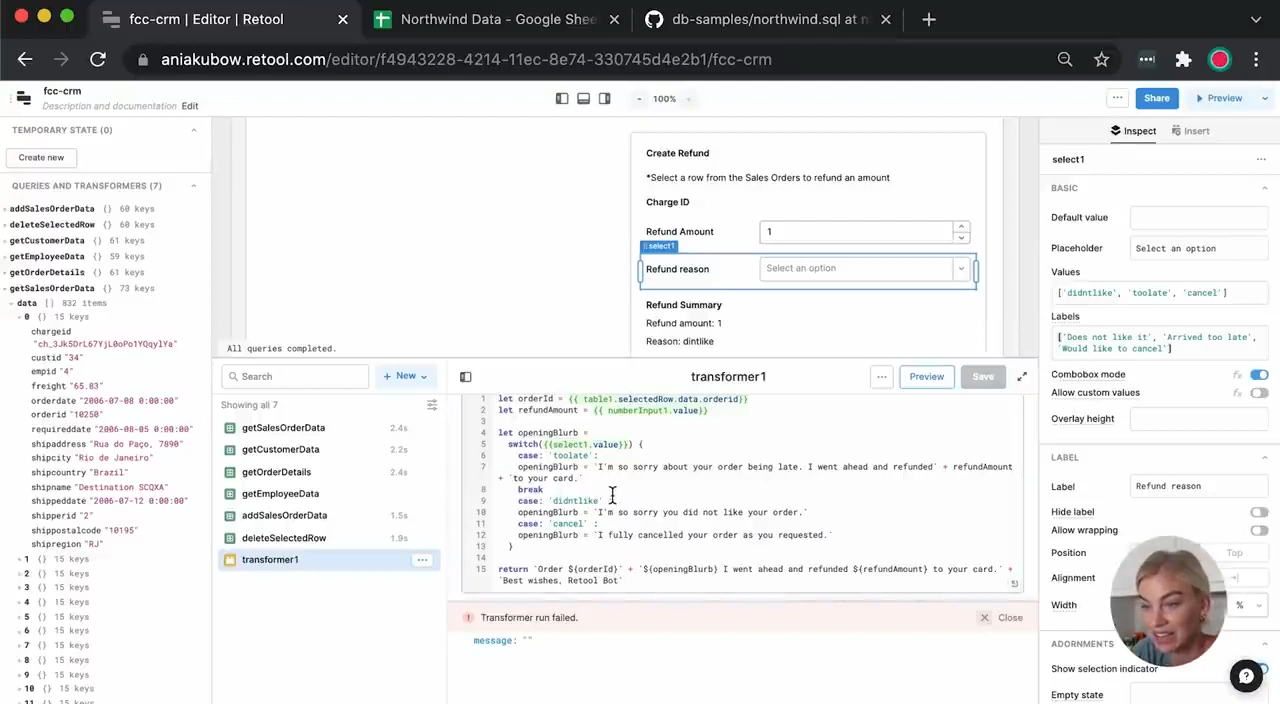 fcc-crm | Editor | Retool
Northwind Data - Google Shee
db-samples/northwind.sql at m
aniakubow.retool.com/editor/f4943228-4214-11ec-8e74-330745d4e2b1/fcc-crm
fcc-crm
Description and documentation Edit
- 100% +
Share
Preview
TEMPORARY STATE (0)
Create new
QUERIES AND TRANSFORMERS (7)
addSalesOrderData {} 60 keys
deleteSelectedRow {} 60 keys
getCustomerData {} 61 keys
getEmployeeData {} 59 keys
getOrderDetails {} 61 keys
getSalesOrderData {} 73 keys
data [] 832 items
0 {} 15 keys
chargeid
"ch_3Jk5DrL67YjL0oPo1YQqylYa"
custid "34"
empid "4"
freight "65.83"
orderdate "2006-07-08 0:00:00"
orderid "10250"
requireddate "2006-08-05 0:00:00"
shipaddress "Rua do Paço, 7890"
shipcity "Rio de Janeiro"
shipcountry "Brazil"
shipname "Destination SCQXA"
shippeddate "2006-07-12 0:00:00"
shipperid "2"
shippostalcode "10195"
shipregion "RJ"
1 {} 15 keys
2 {} 15 keys
3 {} 15 keys
4 {} 15 keys
5 {} 15 keys
6 {} 15 keys
7 {} 15 keys
8 {} 15 keys
9 {} 15 keys
10 {} 15 keys
11 {} 15 keys
Create Refund
*Select a row from the Sales Orders to refund an amount
Charge ID
Refund Amount 1
select1
Refund reason Select an option
Refund Summary
Refund amount: 1
Reason: dintlike
All queries completed.
Search
+ New
Showing all 7
getSalesOrderData 2.4s
getCustomerData 2.2s
getOrderDetails 2.4s
getEmployeeData
addSalesOrderData 1.5s
deleteSelectedRow 1.9s
transformer1
transformer1
Preview
Save
1 let orderId = {{ table1.selectedRow.data.orderid}}
2 let refundAmount = {{ numberInput1.value}}
3
4 let openingBlurb =
5 switch({{select1.value}}) {
6 case: 'toolate':
7 openingBlurb = `I'm so sorry about your order being late. I went ahead and refunded` + refundAmount
+ `to your card.`
8 break
9 case: 'didntlike'
10 openingBlurb = `I'm so sorry you did not like your order.`
11 case: 'cancel' :
12 openingBlurb = `I fully cancelled your order as you requested.`
13 }
14
15 return `Order ${orderId}` + `${openingBlurb} I went ahead and refunded ${refundAmount} to your card.` +
`Best wishes, Retool Bot`
Transformer run failed.
Close
message: ""
Inspect
Insert
select1
BASIC
Default value
Placeholder Select an option
Values
['didntlike', 'toolate', 'cancel']
Labels
['Does not like it', 'Arrived too late',
'Would like to cancel']
Combobox mode fx
Allow custom values fx
Overlay height
LABEL
Label Refund reason
Hide label
Allow wrapping
Position Top
Alignment
Width %
ADORNMENTS
Show selection indicator
Empty state